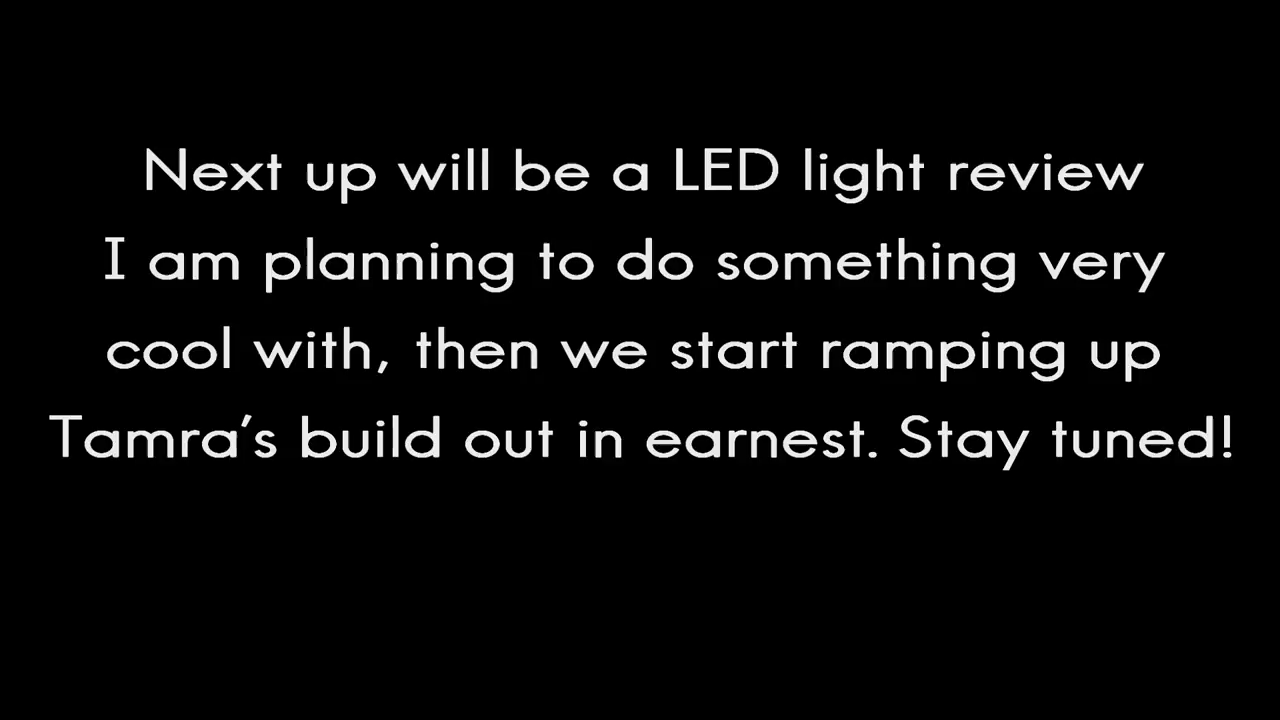 Next up will be a LED light review
I am planning to do something very
cool with, then we start ramping up
Tamra's build out in earnest. Stay tuned!